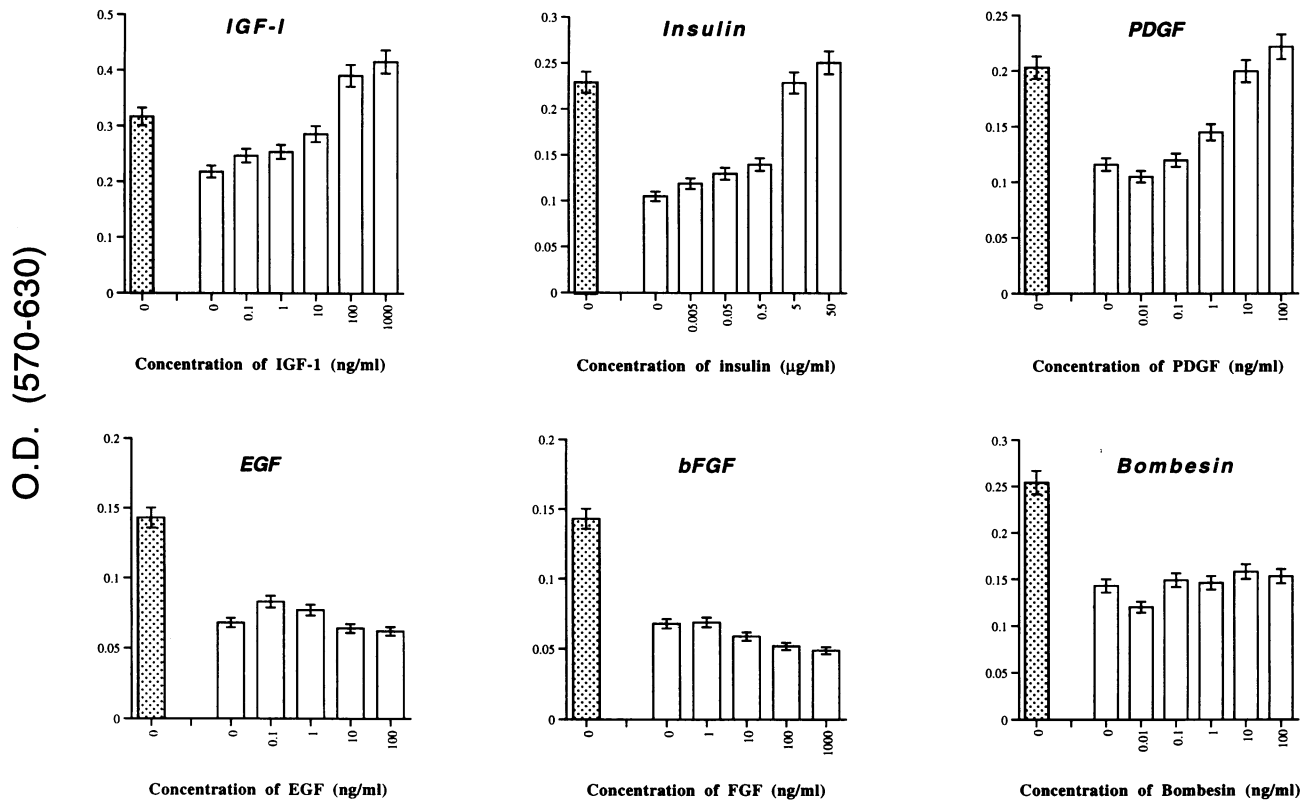 O.D. (570-630)
IGF-I
0.5
0.4
0.3
0.2
0.1
0
0 0 0.1 1 10 100 1000
Concentration of IGF-1 (ng/ml)
Insulin
0.3
0.25
0.2
0.15
0.1
0.05
0
0 0 0.005 0.05 0.5 5 50
Concentration of insulin (µg/ml)
PDGF
0.25
0.2
0.15
0.1
0.05
0
0 0 0.01 0.1 1 10 100
Concentration of PDGF (ng/ml)
EGF
0.2
0.15
0.1
0.05
0
0 0 0.1 1 10 100
Concentration of EGF (ng/ml)
bFGF
0.2
0.15
0.1
0.05
0
0 0 1 10 100 1000
Concentration of FGF (ng/ml)
Bombesin
0.3
0.25
0.2
0.15
0.1
0.05
0
0 0 0.01 0.1 1 10 100
Concentration of Bombesin (ng/ml)